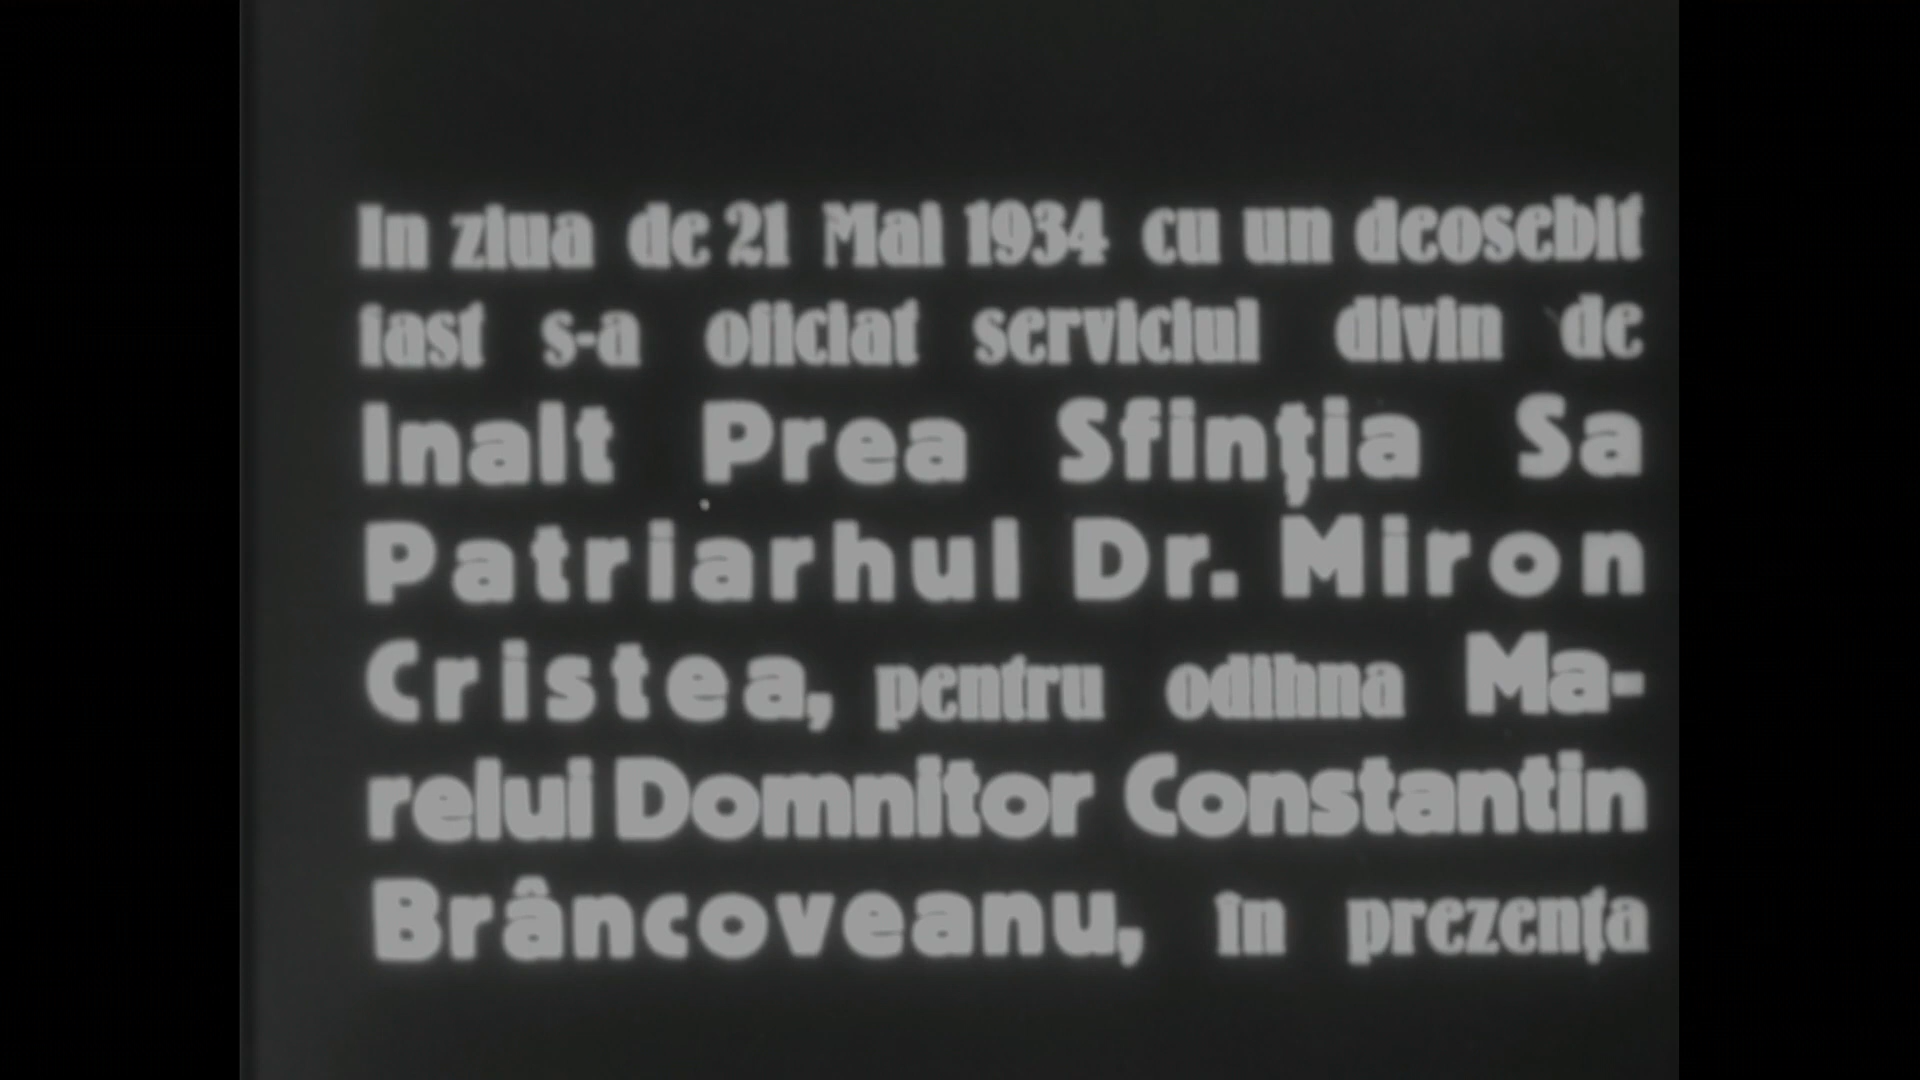 In ziua de 21 Mai 1934 cu un deosebit
fast s-a oficiat serviciul divin de
Inalt Prea Sfinţia Sa
Patriarhul Dr. Miron
Cristea, pentru odihna Ma-
relui Domnitor Constantin
Brâncoveanu, în prezenţa